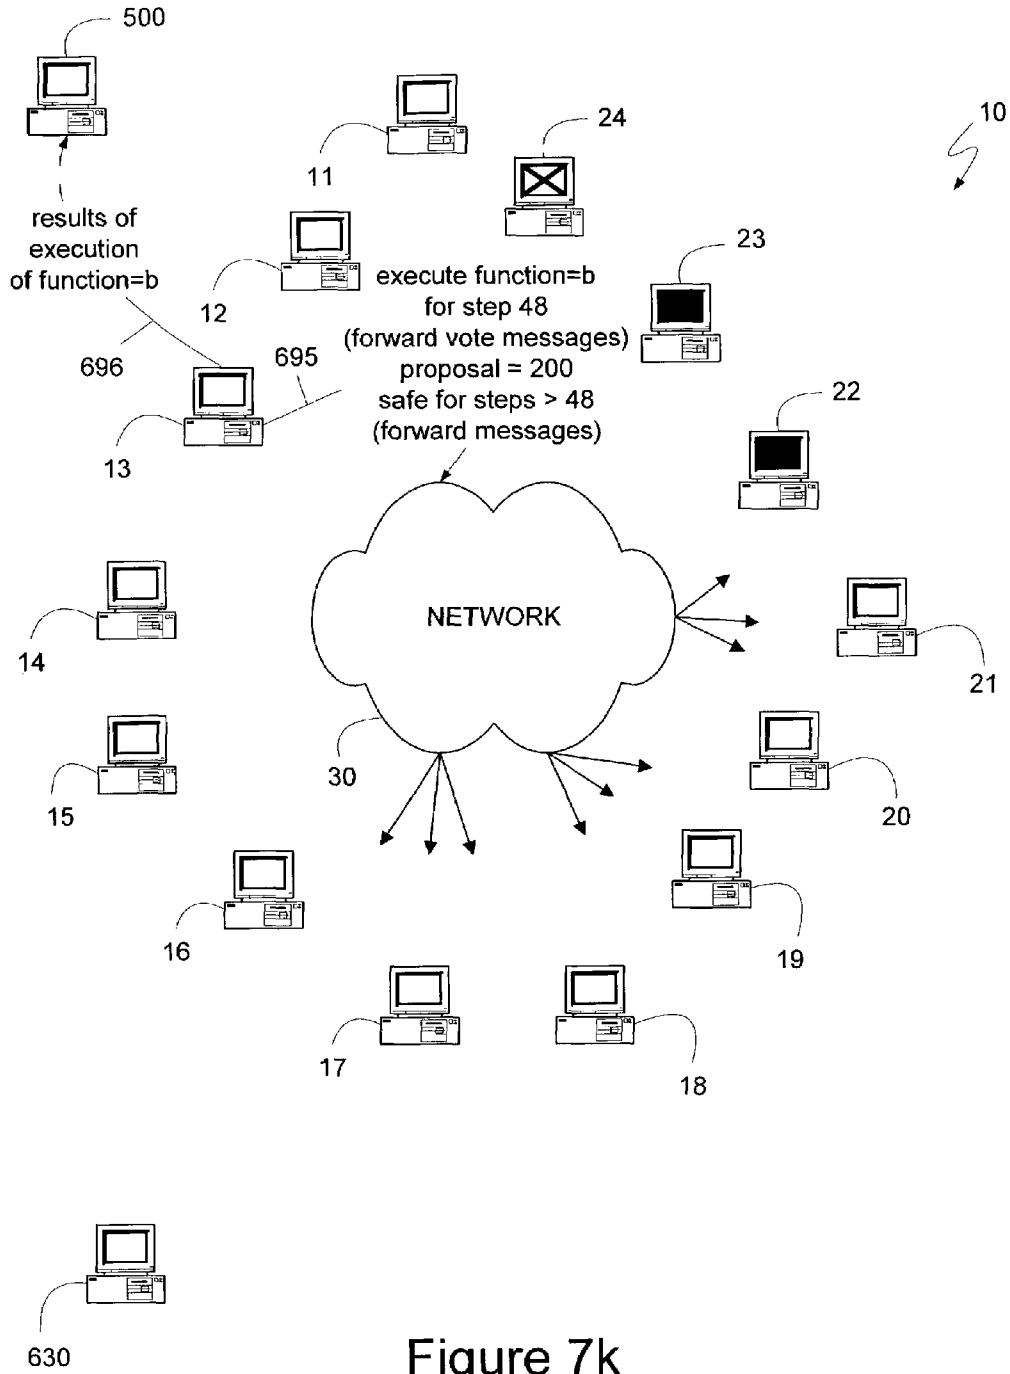 500
11
24
10
results of
execution
of function=b
12
execute function=b
for step 48
(forward vote messages)
proposal = 200
safe for steps > 48
(forward messages)
23
696
695
13
22
14
NETWORK
21
15
30
20
16
19
17
18
630
Figure 7k